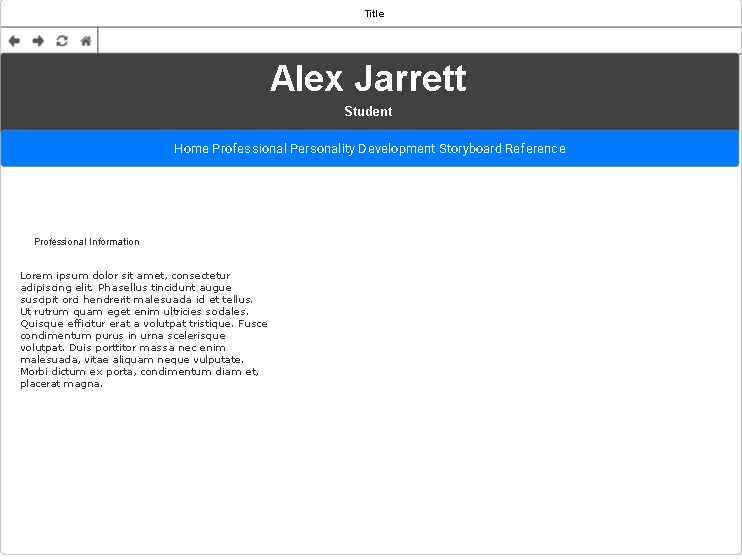 Title
Alex Jarrett
Student
Home Professional Personality Development Storyboard Reference
Professional Information
Lorem ipsum dolor sit amet, consectetur
adipiscing elit. Phasellus tincidunt augue
suscipit orci hendrerit malesuada id et tellus.
Ut rutrum quam eget enim ultricies sodales.
Quisque efficitur erat a volutpat tristique. Fusce
condimentum purus in urna scelerisque
volutpat. Duis porttitor massa nec enim
malesuada, vitae aliquam neque vulputate.
Morbi dictum ex porta, condimentum diam et,
placerat magna.